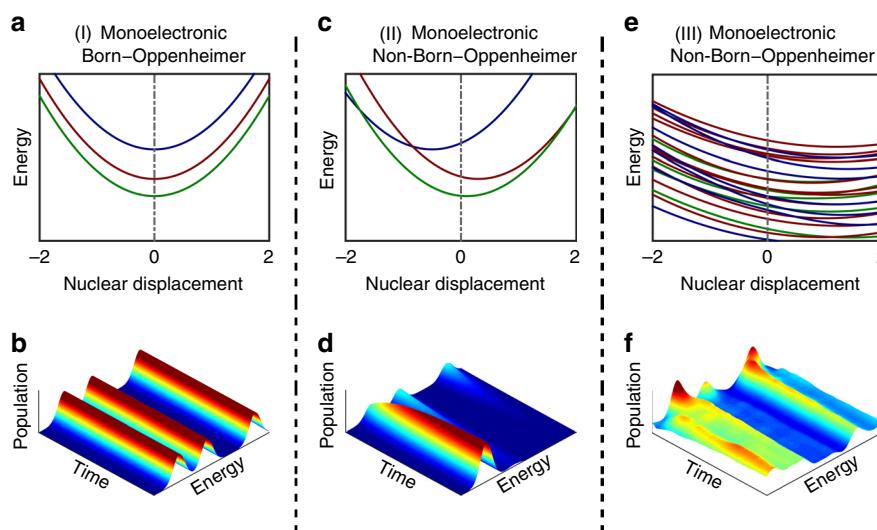 a
(I) Monoelectronic
Born−Oppenheimer
Energy
−2
0
2
Nuclear displacement
b
Population
Time
Energy
c
(II) Monoelectronic
Non-Born−Oppenheimer
Energy
−2
0
2
Nuclear displacement
d
Population
Time
Energy
e
(III) Monoelectronic
Non-Born−Oppenheimer
Energy
−2
0
2
Nuclear displacement
f
Population
Time
Energy